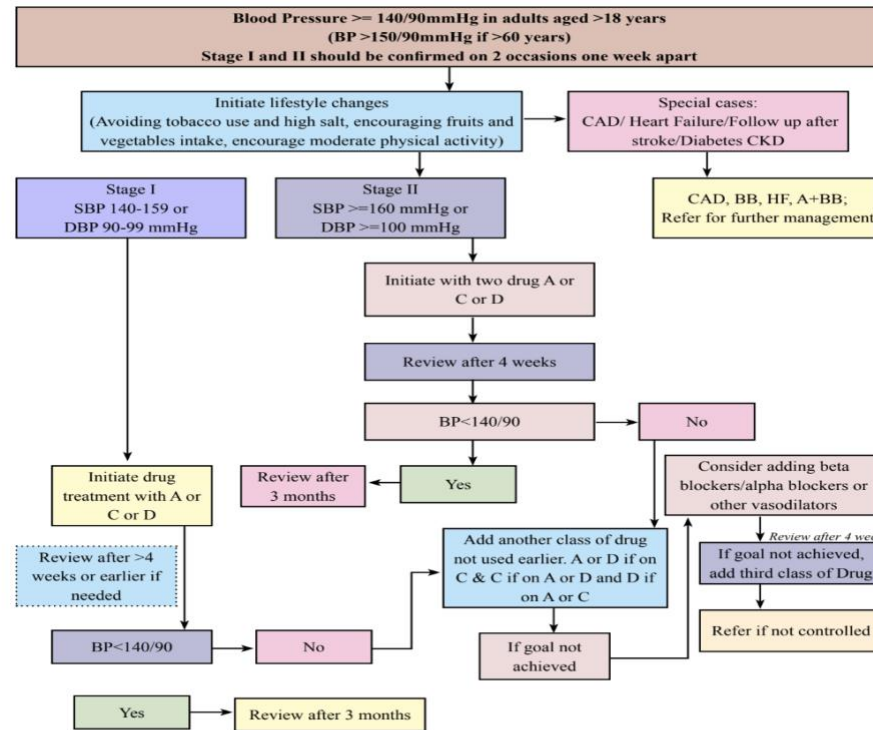 Blood Pressure >= 140/90mmHg in adults aged >18 years
(BP >150/90mmHg if >60 years)
Stage I and II should be confirmed on 2 occasions one week apart
Initiate lifestyle changes
(Avoiding tobacco use and high salt, encouraging fruits and
vegetables intake, encourage moderate physical activity)
Special cases:
CAD/ Heart Failure/Follow up after
stroke/Diabetes CKD
Stage I
SBP 140-159 or
DBP 90-99 mmHg
Stage II
SBP >=160 mmHg or
DBP >=100 mmHg
CAD, BB, HF, A+BB;
Refer for further management
Initiate with two drug A or
C or D
Review after 4 weeks
BP<140/90
No
Yes
Review after
3 months
Initiate drug
treatment with A or
C or D
Review after >4
weeks or earlier if
needed
BP<140/90
No
Add another class of drug
not used earlier. A or D if on
C & C if on A or D and D if
on A or C
If goal not
achieved
Consider adding beta
blockers/alpha blockers or
other vasodilators
Review after 4
If goal not achieved,
add third class of Drug
Refer if not controlled
Yes
Review after 3 months